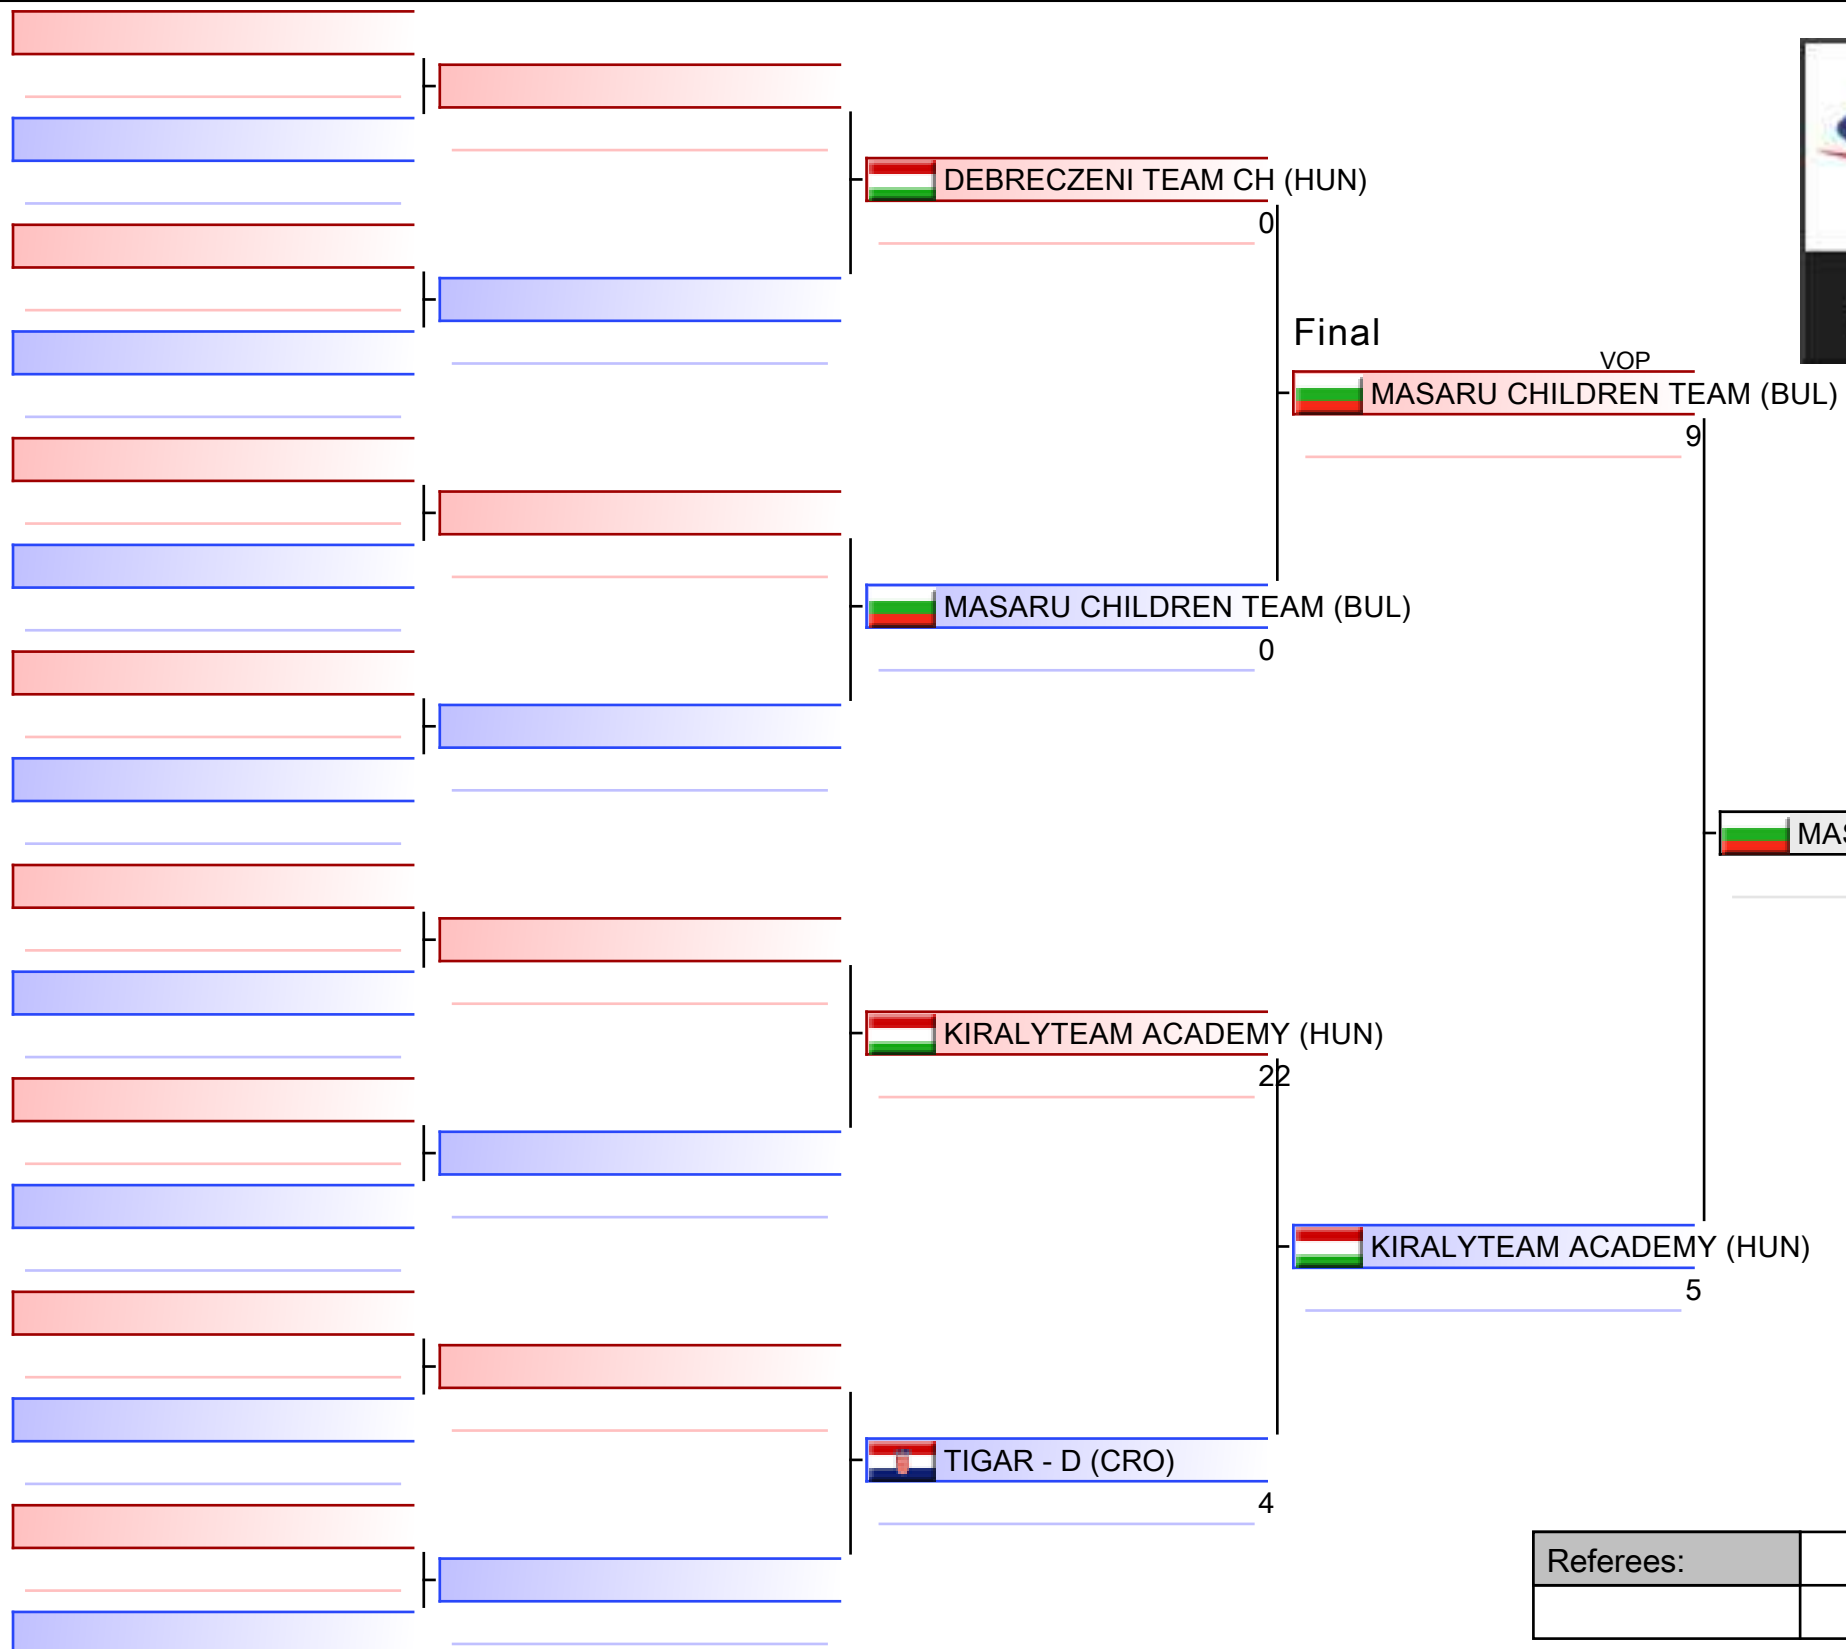 DEBRECZENI TEAM CH (HUN)
0
Final
VOP
MASARU CHILDREN TEAM (BUL)
9
MASARU CHILDREN TEAM (BUL)
0
MAS
KIRALYTEAM ACADEMY (HUN)
22
KIRALYTEAM ACADEMY (HUN)
5
TIGAR - D (CRO)
4
Referees: